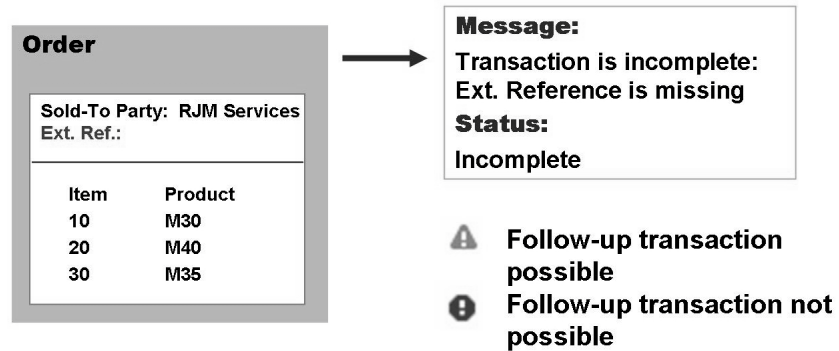 Order
Sold-To Party: RJM Services
Ext. Ref.:
Item Product
10 M30
20 M40
30 M35
Message:
Transaction is incomplete:
Ext. Reference is missing
Status:
Incomplete
Follow-up transaction
possible
Follow-up transaction not
possible